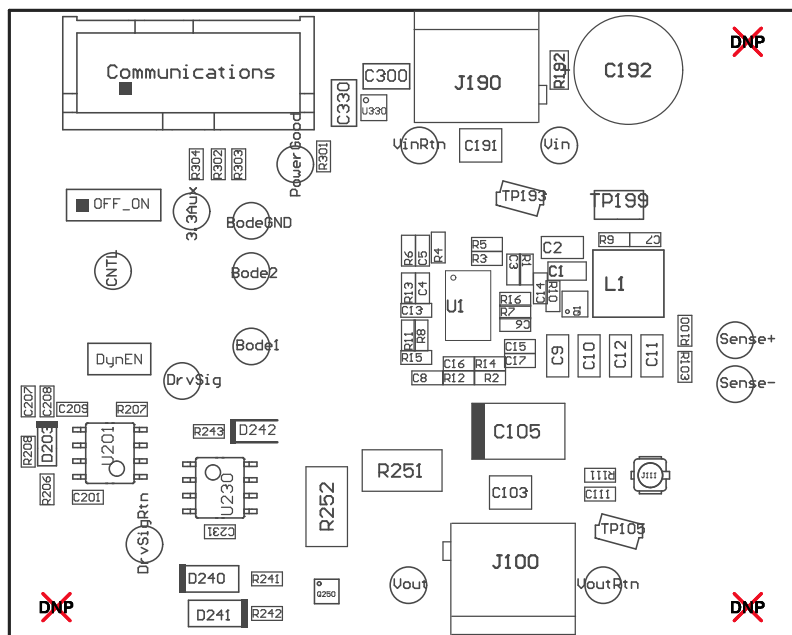 DNP
Communications
C330
C300
U330
J190
R192
C192
R304
R302
R303
PowerGood
R301
VinRtn
C191
Vin
OFF_ON
3.3Aux
BodeGND
TP193
TP199
CNTL
Bode2
R6
C5
R4
R5
R3
C2
R9
C7
C3
R1
C1
R13
C4
C13
U1
C14
R10
R16
R7
C6
Q1
L1
DynEN
Bode1
R11
R8
R15
C15
C16
R14
C17
C8
R12
R2
C9
C10
C12
C11
R100
R103
Sense+
Sense-
DrvSig
C207
C208
C209
R207
D203
R208
R206
U201
C201
R243
D242
U230
C231
C105
R251
R252
C103
R111
C111
J111
DrvSigRtn
TP105
J100
D240
R241
Q250
Vout
VoutRtn
D241
R242
DNP
DNP